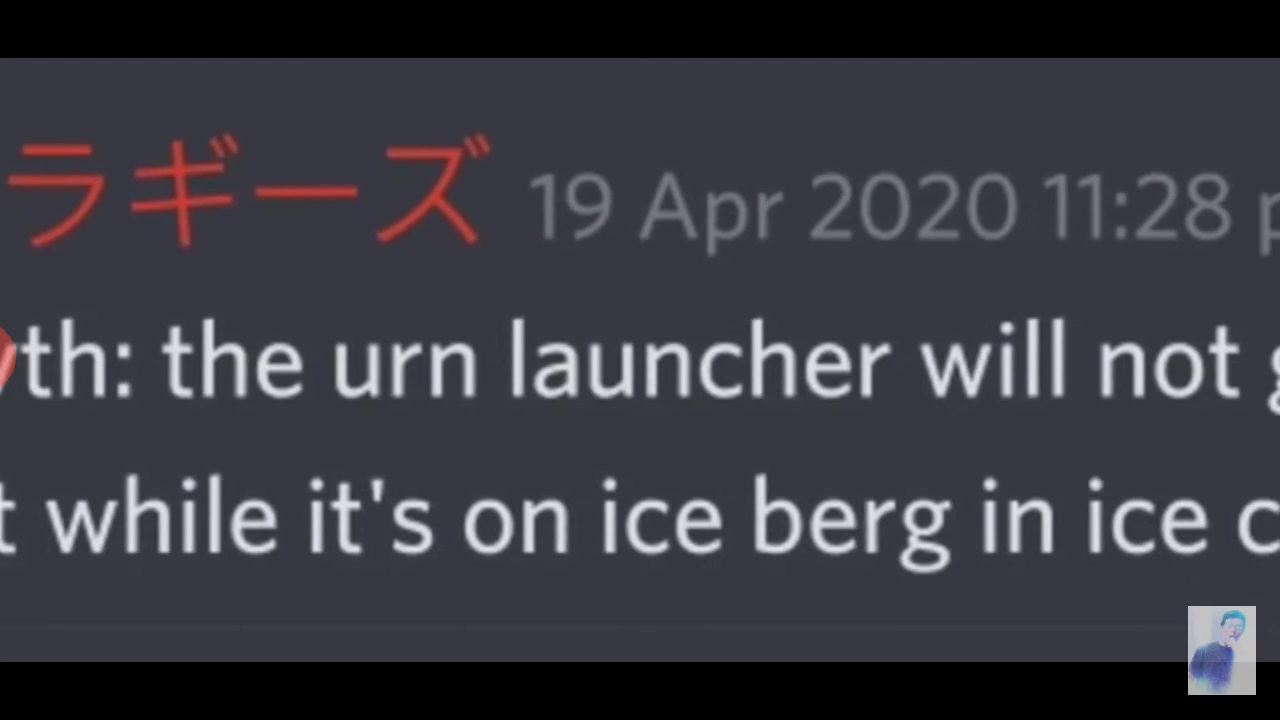 ラギーズ 19 Apr 2020 11:28 p
yth: the urn launcher will not g
t while it's on ice berg in ice c